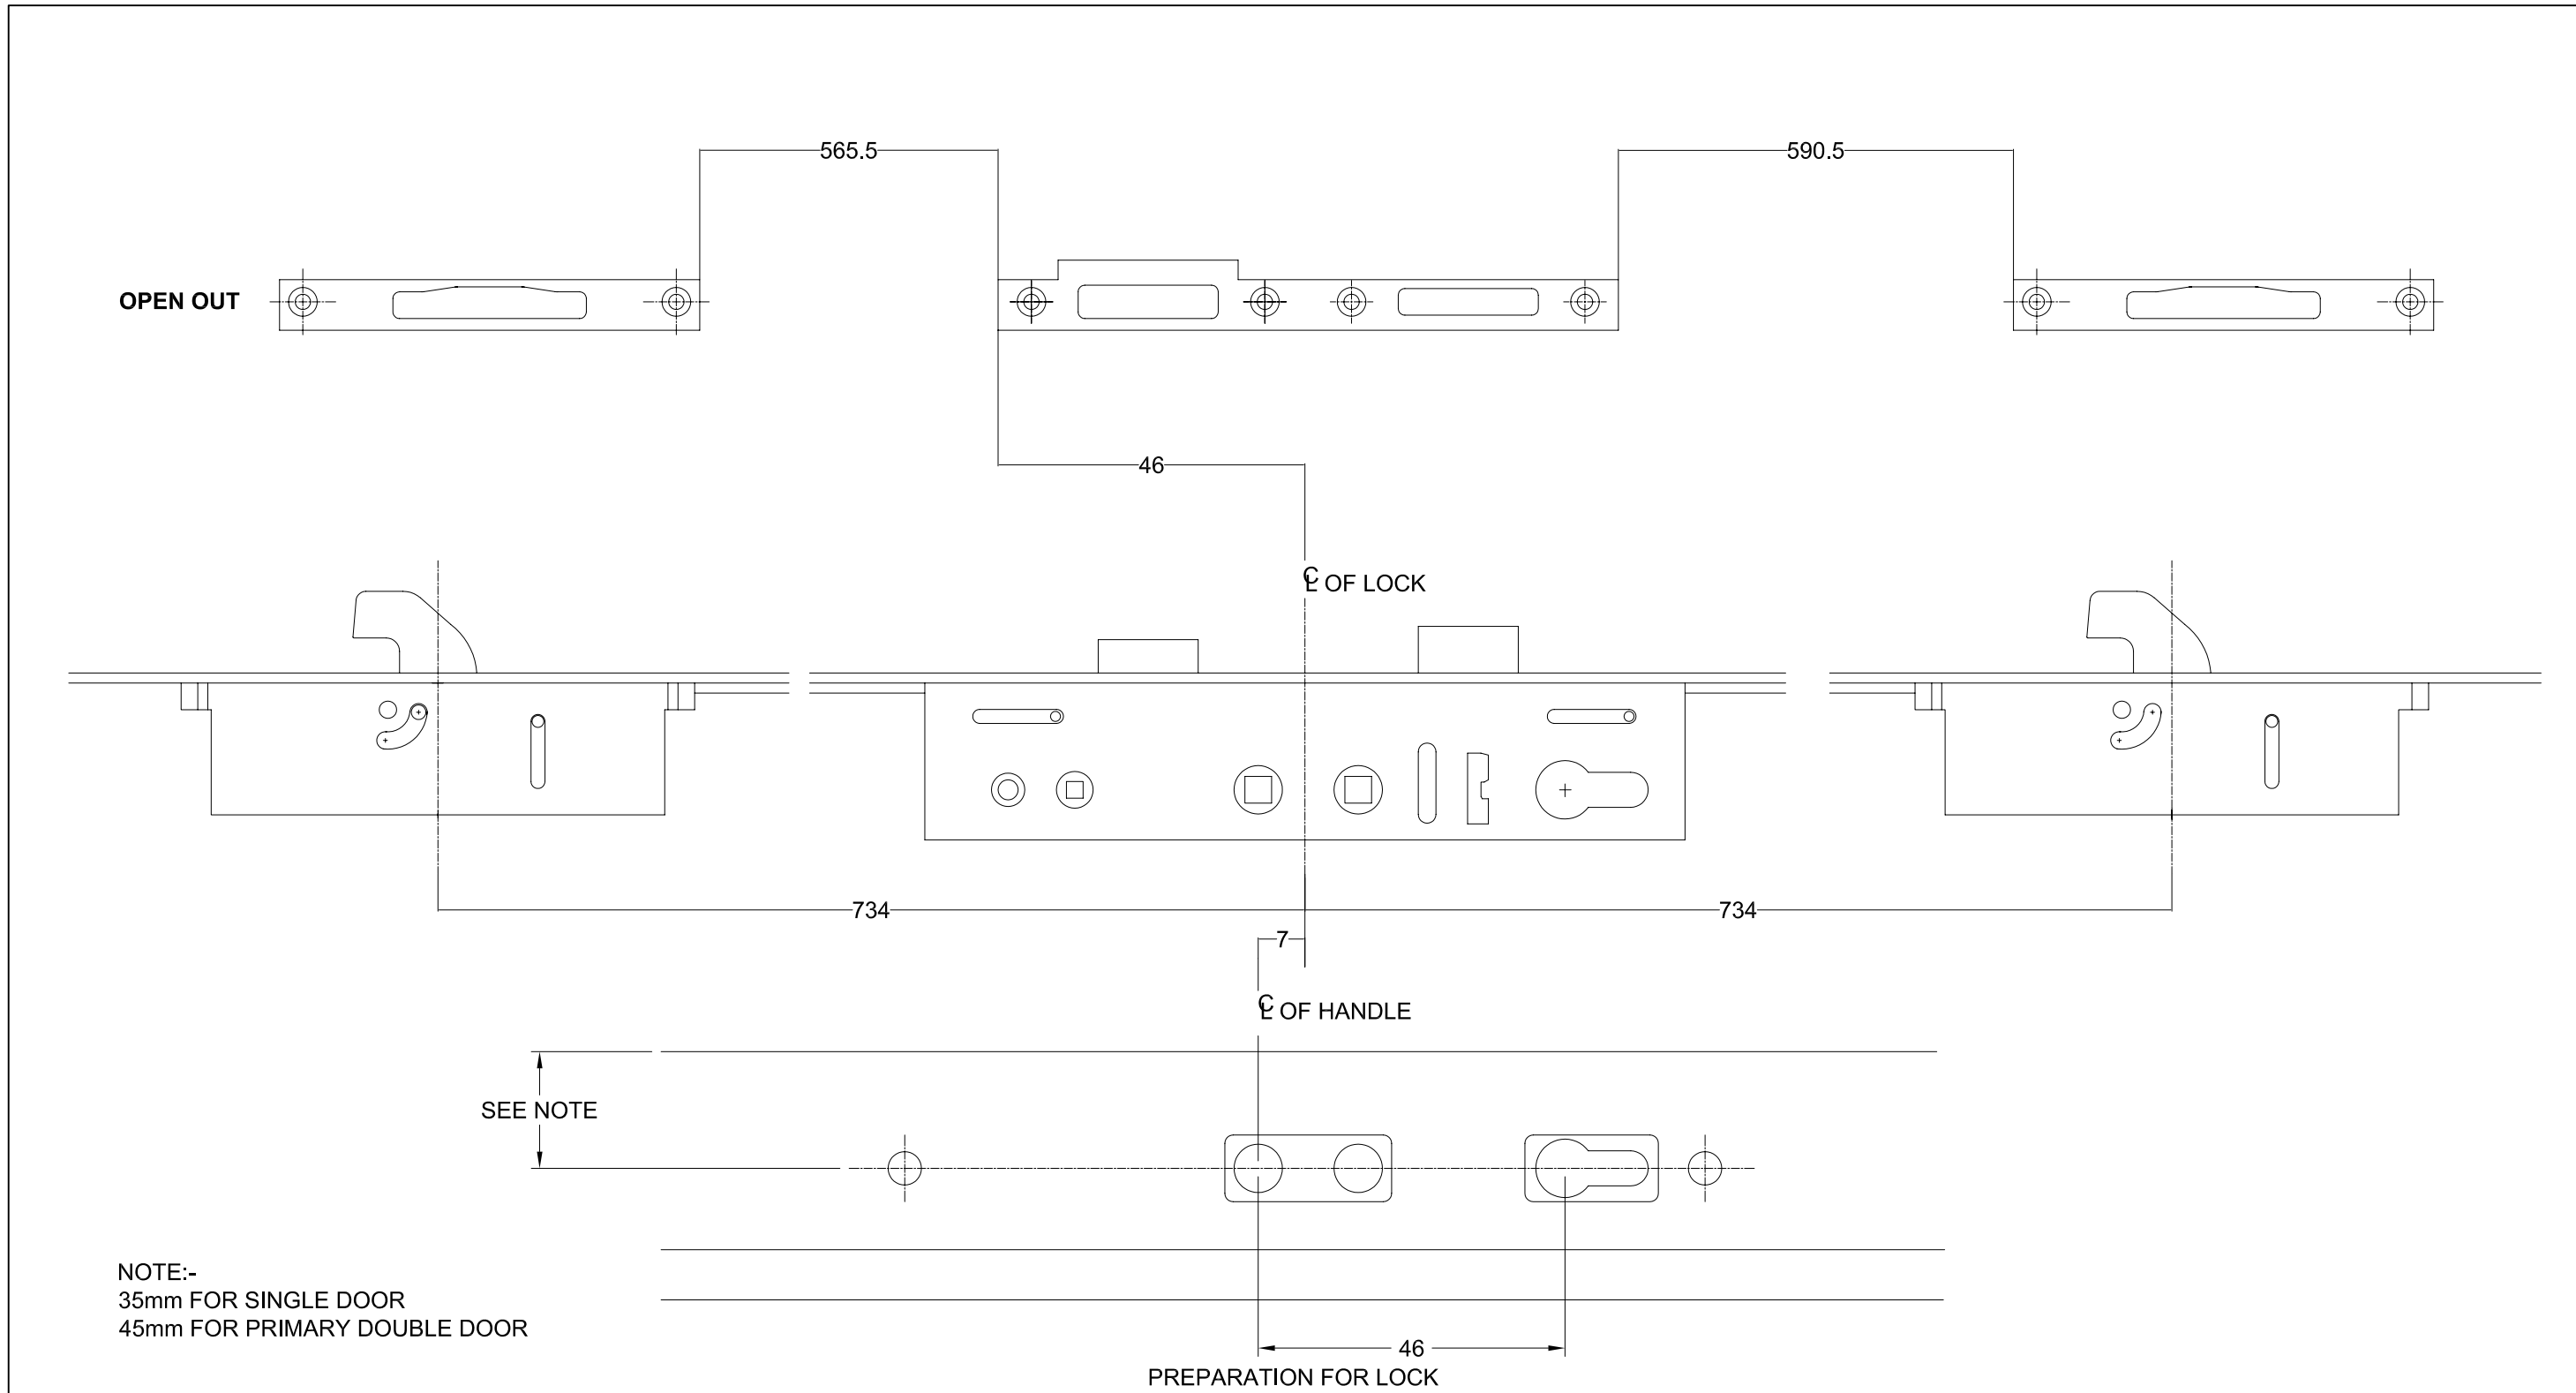 565.5
590.5
OPEN OUT
46
℄ OF LOCK
734
734
7
℄ OF HANDLE
SEE NOTE
NOTE:-
35mm FOR SINGLE DOOR
45mm FOR PRIMARY DOUBLE DOOR
46
PREPARATION FOR LOCK